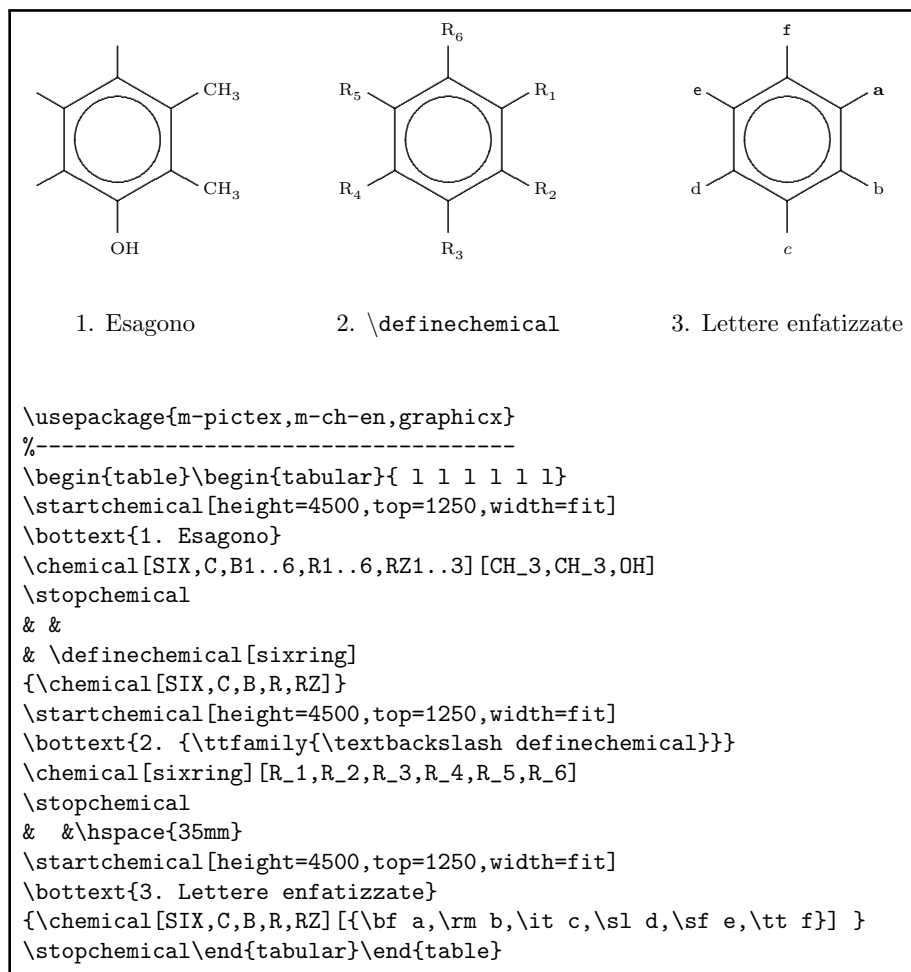 R₆ f
CH₃ R₅ R₁ e a
CH₃ R₄ R₂ d b
OH R₃ c
1. Esagono 2. \definechemical 3. Lettere enfatizzate
\usepackage{m-pictex,m-ch-en,graphicx}
%-------------------------------------
\begin{table}\begin{tabular}{ l l l l l l}
\startchemical[height=4500,top=1250,width=fit]
\bottext{1. Esagono}
\chemical[SIX,C,B1..6,R1..6,RZ1..3][CH_3,CH_3,OH]
\stopchemical
& &
& \definechemical[sixring]
{\chemical[SIX,C,B,R,RZ]}
\startchemical[height=4500,top=1250,width=fit]
\bottext{2. {\ttfamily{\textbackslash definechemical}}}
\chemical[sixring][R_1,R_2,R_3,R_4,R_5,R_6]
\stopchemical
&  &\hspace{35mm}
\startchemical[height=4500,top=1250,width=fit]
\bottext{3. Lettere enfatizzate}
{\chemical[SIX,C,B,R,RZ][{\bf a,\rm b,\it c,\sl d,\sf e,\tt f}] }
\stopchemical\end{tabular}\end{table}